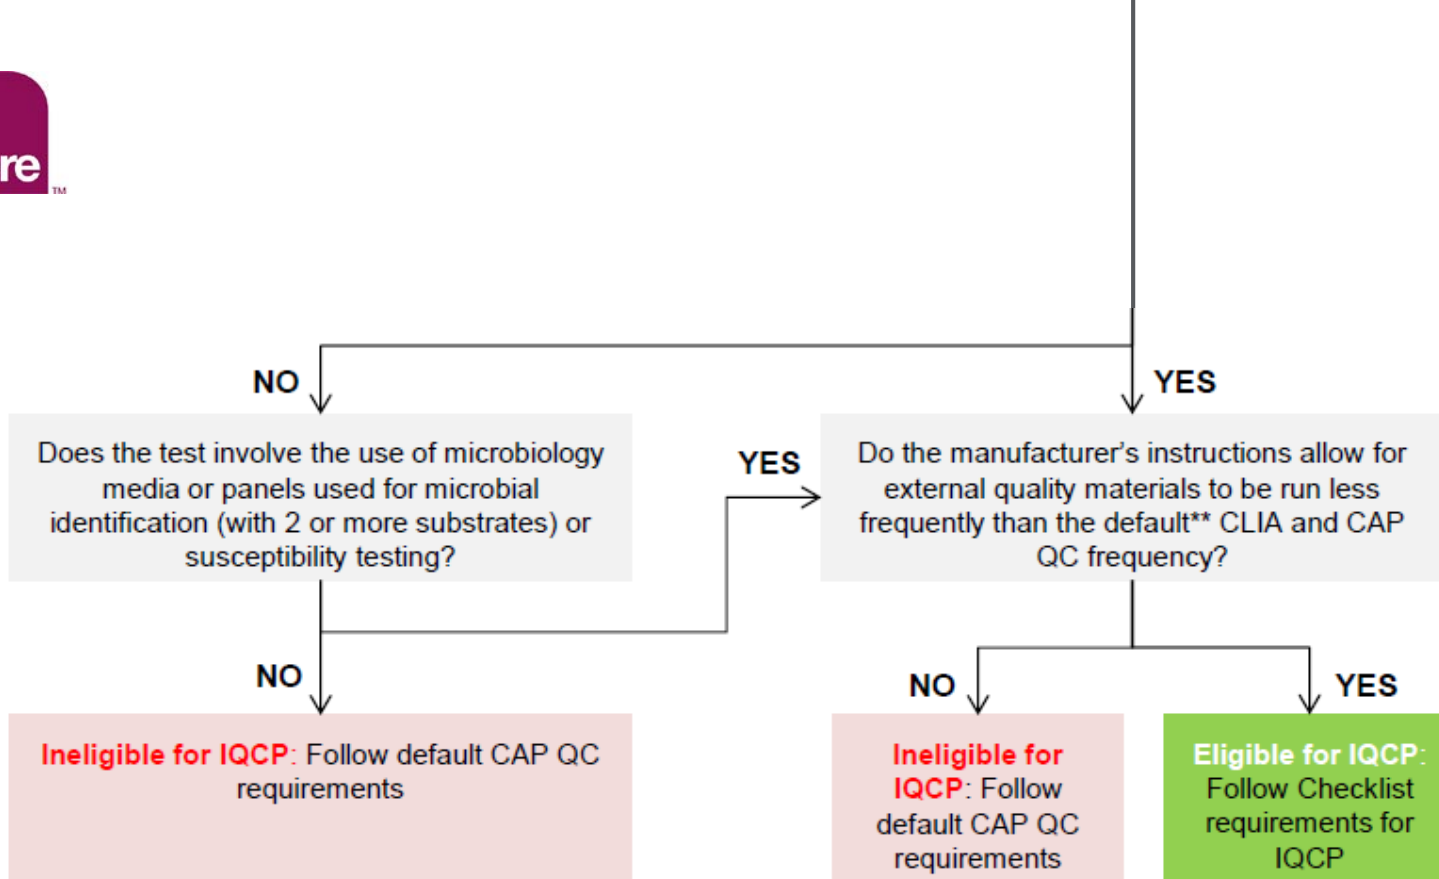 re
TM
NO
YES
Does the test involve the use of microbiology
media or panels used for microbial
identification (with 2 or more substrates) or
susceptibility testing?
YES
Do the manufacturer's instructions allow for
external quality materials to be run less
frequently than the default** CLIA and CAP
QC frequency?
NO
NO
YES
Ineligible for IQCP: Follow default CAP QC
requirements
Ineligible for
IQCP: Follow
default CAP QC
requirements
Eligible for IQCP:
Follow Checklist
requirements for
IQCP